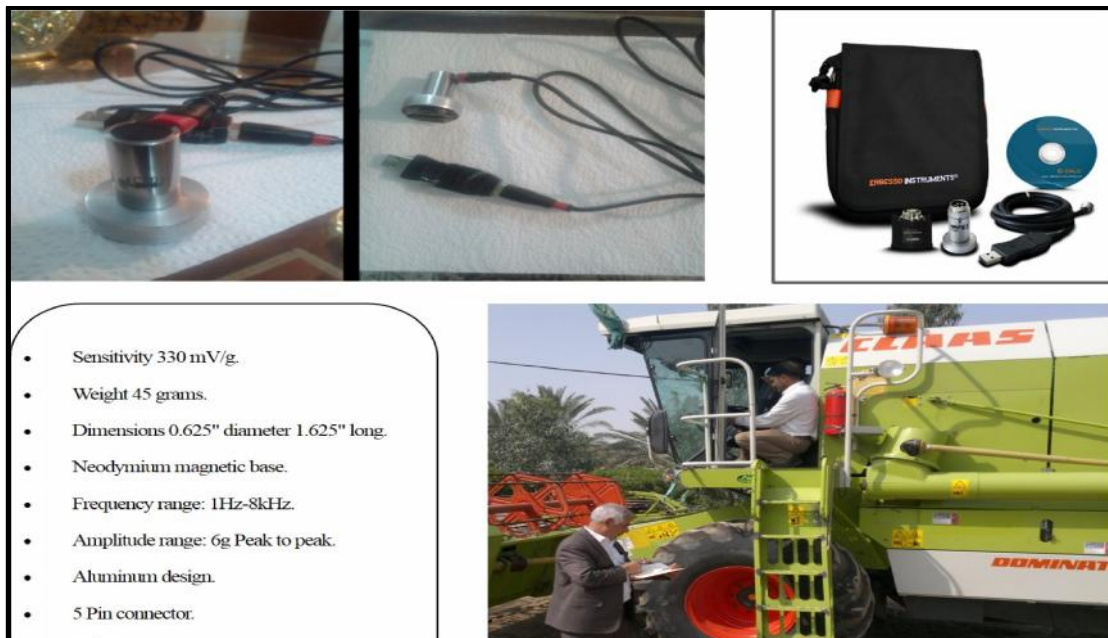 ERBESSD INSTRUMENTS®
• Sensitivity 330 mV/g.
• Weight 45 grams.
• Dimensions 0.625" diameter 1.625" long.
• Neodymium magnetic base.
• Frequency range: 1Hz-8kHz.
• Amplitude range: 6g Peak to peak.
• Aluminum design.
• 5 Pin connector.
CLAAS
DOMINAT